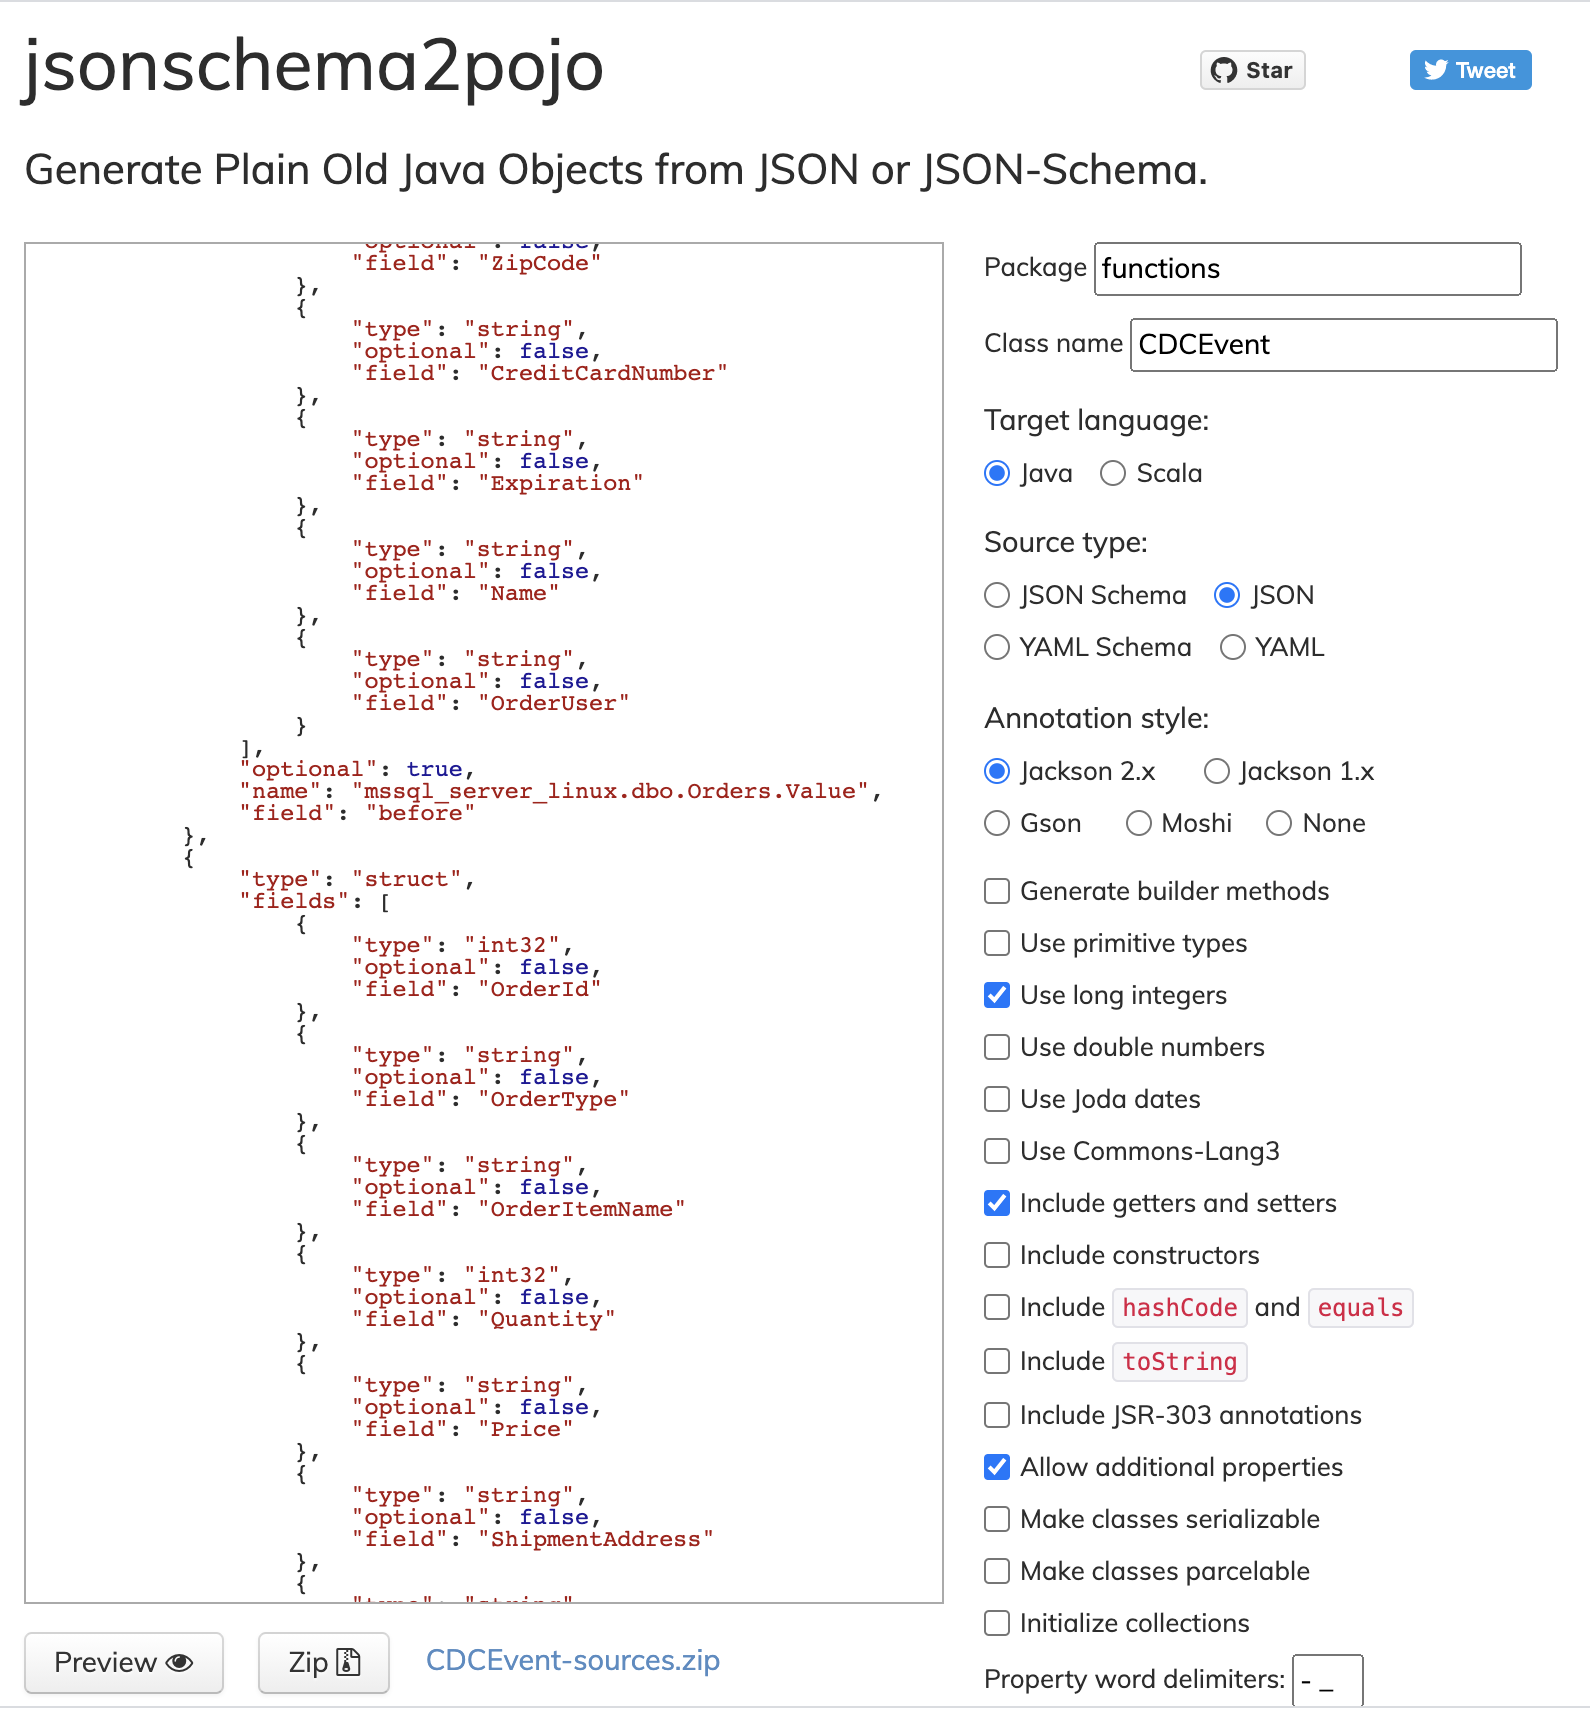 jsonschema2pojo
Star
Tweet
Generate Plain Old Java Objects from JSON or JSON-Schema.
"optional": false,
"field": "ZipCode"
},
{
"type": "string",
"optional": false,
"field": "CreditCardNumber"
},
{
"type": "string",
"optional": false,
"field": "Expiration"
},
{
"type": "string",
"optional": false,
"field": "Name"
},
{
"type": "string",
"optional": false,
"field": "OrderUser"
}
],
"optional": true,
"name": "mssql_server_linux.dbo.Orders.Value",
"field": "before"
},
{
"type": "struct",
"fields": [
{
"type": "int32",
"optional": false,
"field": "OrderId"
},
{
"type": "string",
"optional": false,
"field": "OrderType"
},
{
"type": "string",
"optional": false,
"field": "OrderItemName"
},
{
"type": "int32",
"optional": false,
"field": "Quantity"
},
{
"type": "string",
"optional": false,
"field": "Price"
},
{
"type": "string",
"optional": false,
"field": "ShipmentAddress"
},
{
"type": "string"
Preview
Zip
CDCEvent-sources.zip
Package functions
Class name CDCEvent
Target language:
Java Scala
Source type:
JSON Schema JSON
YAML Schema YAML
Annotation style:
Jackson 2.x Jackson 1.x
Gson Moshi None
Generate builder methods
Use primitive types
Use long integers
Use double numbers
Use Joda dates
Use Commons-Lang3
Include getters and setters
Include constructors
Include hashCode and equals
Include toString
Include JSR-303 annotations
Allow additional properties
Make classes serializable
Make classes parcelable
Initialize collections
Property word delimiters: - _